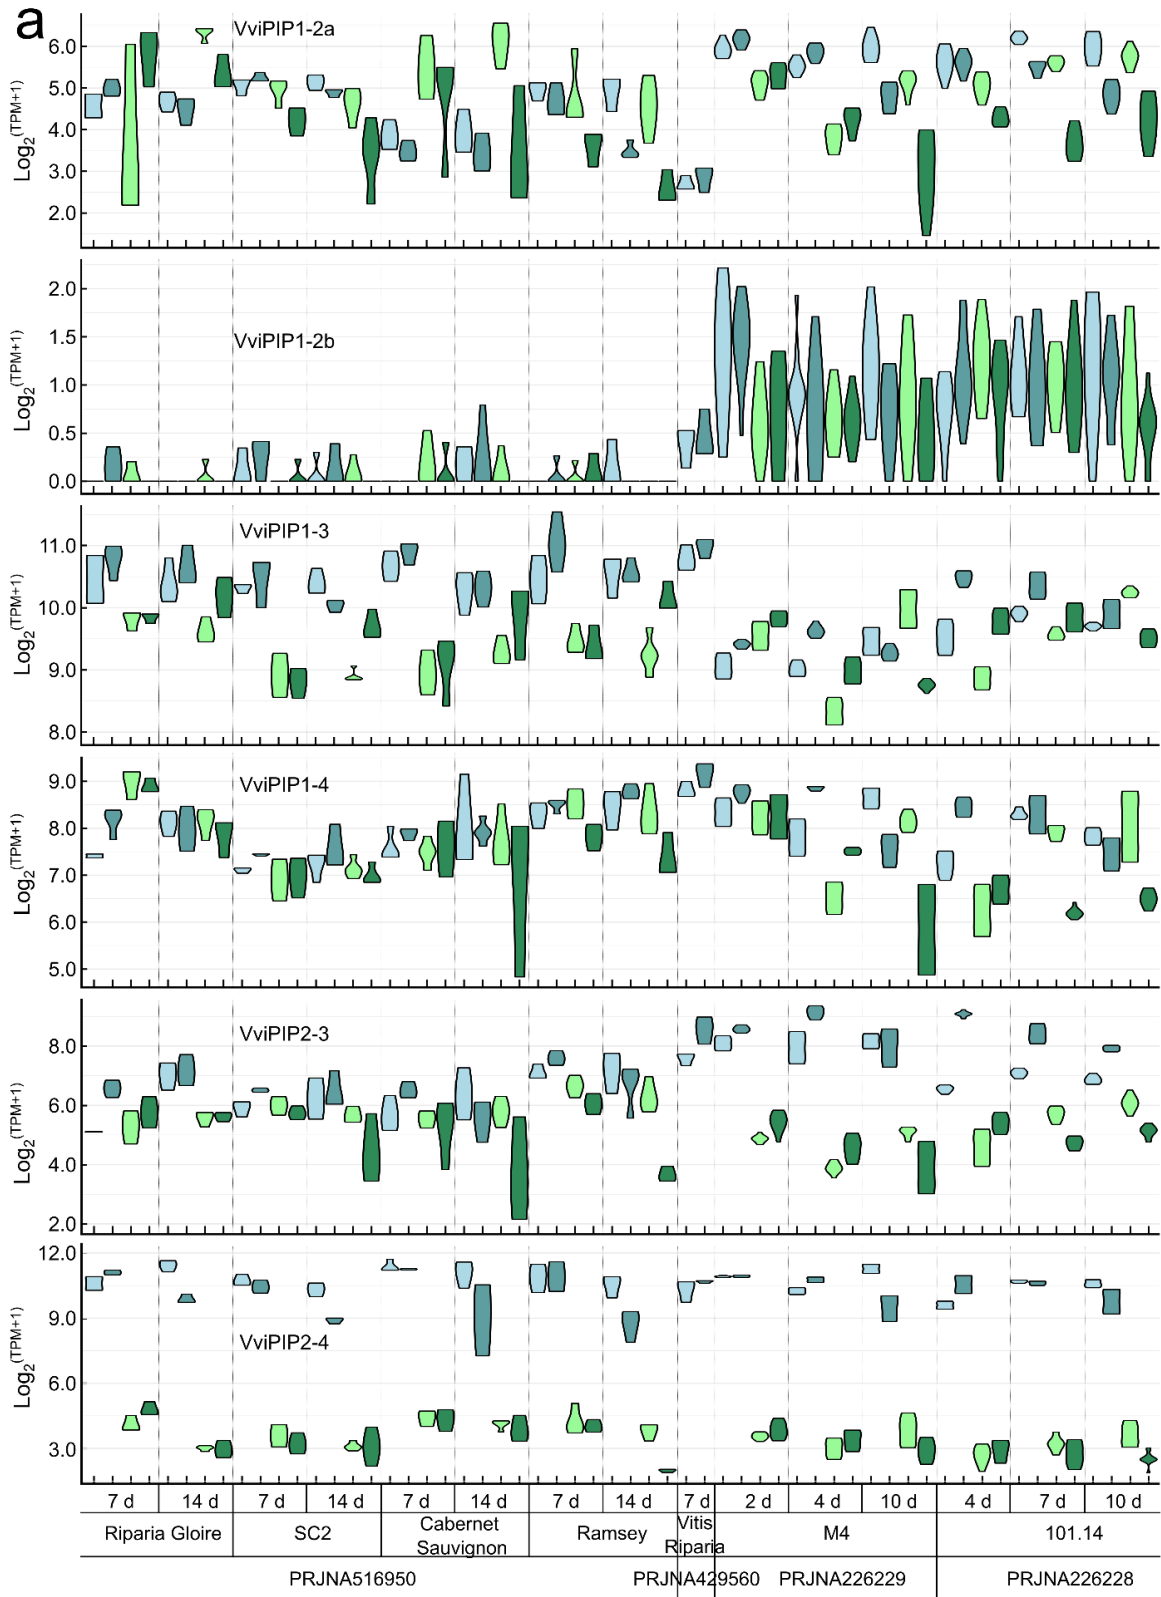 a
VviPIP1-2a
Log2(TPM+1)
6.0
5.0
4.0
3.0
2.0
VviPIP1-2b
Log2(TPM+1)
2.0
1.5
1.0
0.5
0.0
VviPIP1-3
Log2(TPM+1)
11.0
10.0
9.0
8.0
VviPIP1-4
Log2(TPM+1)
9.0
8.0
7.0
6.0
5.0
VviPIP2-3
Log2(TPM+1)
8.0
6.0
4.0
2.0
VviPIP2-4
Log2(TPM+1)
12.0
9.0
6.0
3.0
7 d 14 d 7 d 14 d 7 d 14 d 7 d 14 d 7 d 2 d 4 d 10 d 4 d 7 d 10 d
Riparia Gloire SC2 Cabernet Sauvignon Ramsey Vitis Riparia M4 101.14
PRJNA516950 PRJNA429560 PRJNA226229 PRJNA226228